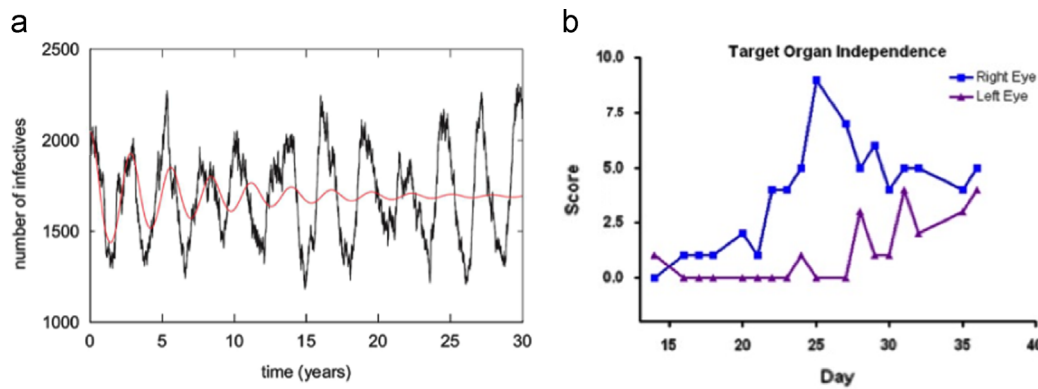 a
2500
2000
1500
1000
number of infectives
0 5 10 15 20 25 30
time (years)
b
Target Organ Independence
10.0
7.5
5.0
2.5
0.0
Score
Right Eye
Left Eye
15 20 25 30 35 40
Day